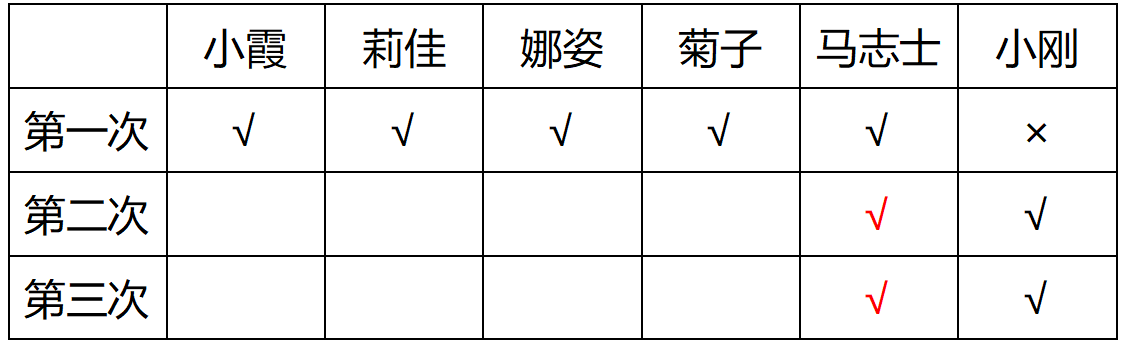 小霞 莉佳 娜姿 菊子 马志士 小刚
第一次 √ √ √ √ √ ×
第二次 √ √
第三次 √ √